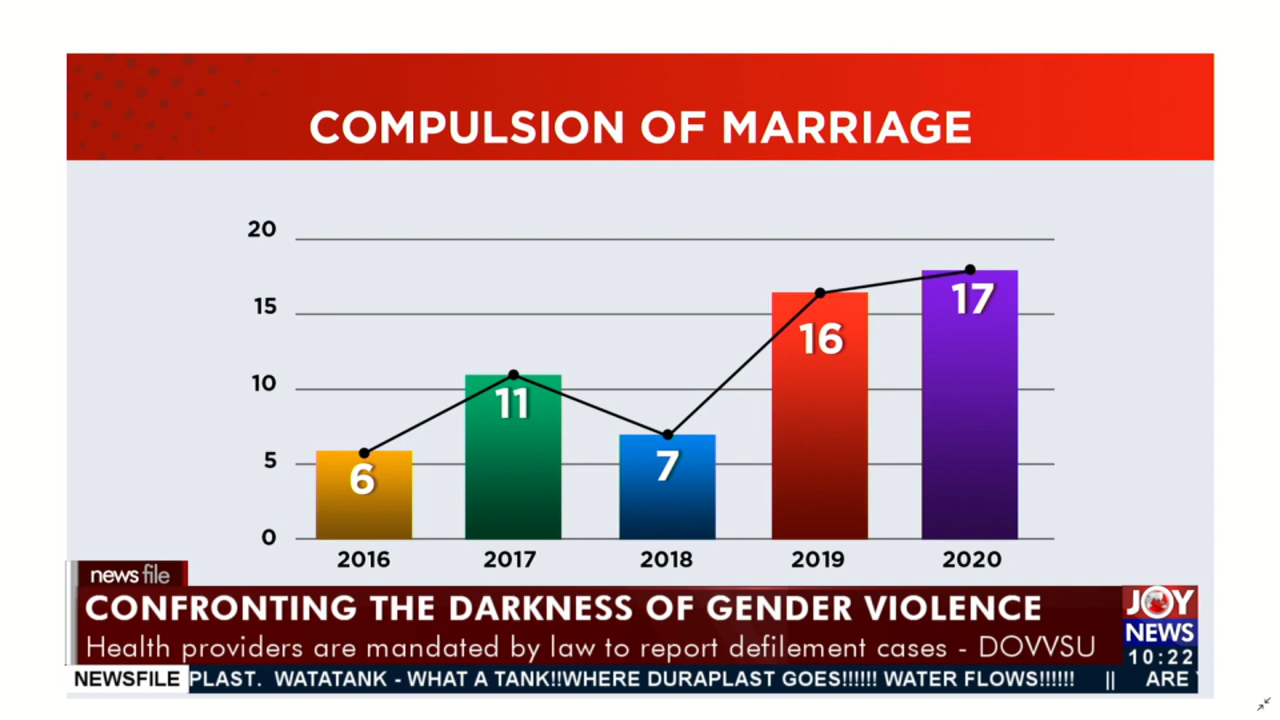 COMPULSION OF MARRIAGE
20
15
10
5
0
6
11
7
16
17
2016 2017 2018 2019 2020
news file
CONFRONTING THE DARKNESS OF GENDER VIOLENCE
Health providers are mandated by law to report defilement cases - DOVVSU
JOY
NEWS
10:22
NEWSFILE PLAST. WATATANK - WHAT A TANK!!WHERE DURAPLAST GOES!!!!!! WATER FLOWS!!!!!! || ARE